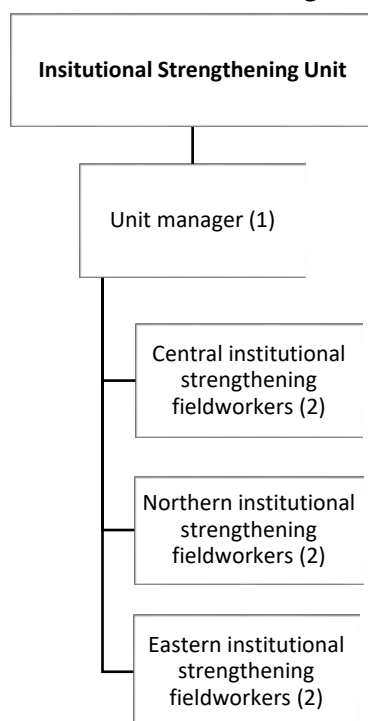 Insitutional Strengthening Unit
Unit manager (1)
Central institutional
strengthening
fieldworkers (2)
Northern institutional
strengthening
fieldworkers (2)
Eastern institutional
strengthening
fieldworkers (2)